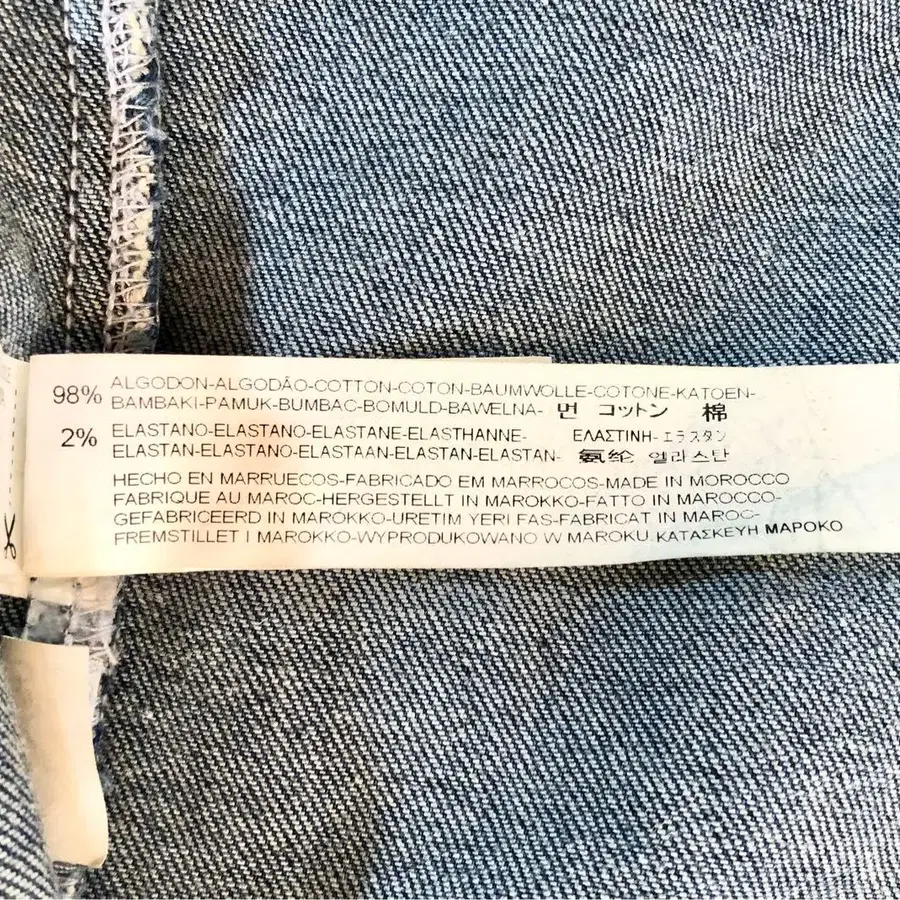 98% ALGODON-ALGODÃO-COTTON-COTON-BAUMWOLLE-COTONE-KATOEN-
BAMBAKI-PAMUK-BUMBAC-BOMULD-BAWELNA- 면 コットン 棉
2% ELASTANO-ELASTANO-ELASTANE-ELASTHANNE- ΕΛΑΣΤΙΝΗ- エラスタン
ELASTAN-ELASTANO-ELASTAAN-ELASTAN-ELASTAN- 氨纶 엘라스탄
HECHO EN MARRUECOS-FABRICADO EM MARROCOS-MADE IN MOROCCO
FABRIQUE AU MAROC-HERGESTELLT IN MAROKKO-FATTO IN MAROCCO-
GEFABRICEERD IN MAROKKO-URETIM YERI FAS-FABRICAT IN MAROC-
FREMSTILLET I MAROKKO-WYPRODUKOWANO W MAROKU.ΚΑΤΑΣΚΕΥΗ ΜΑΡΟΚΟ